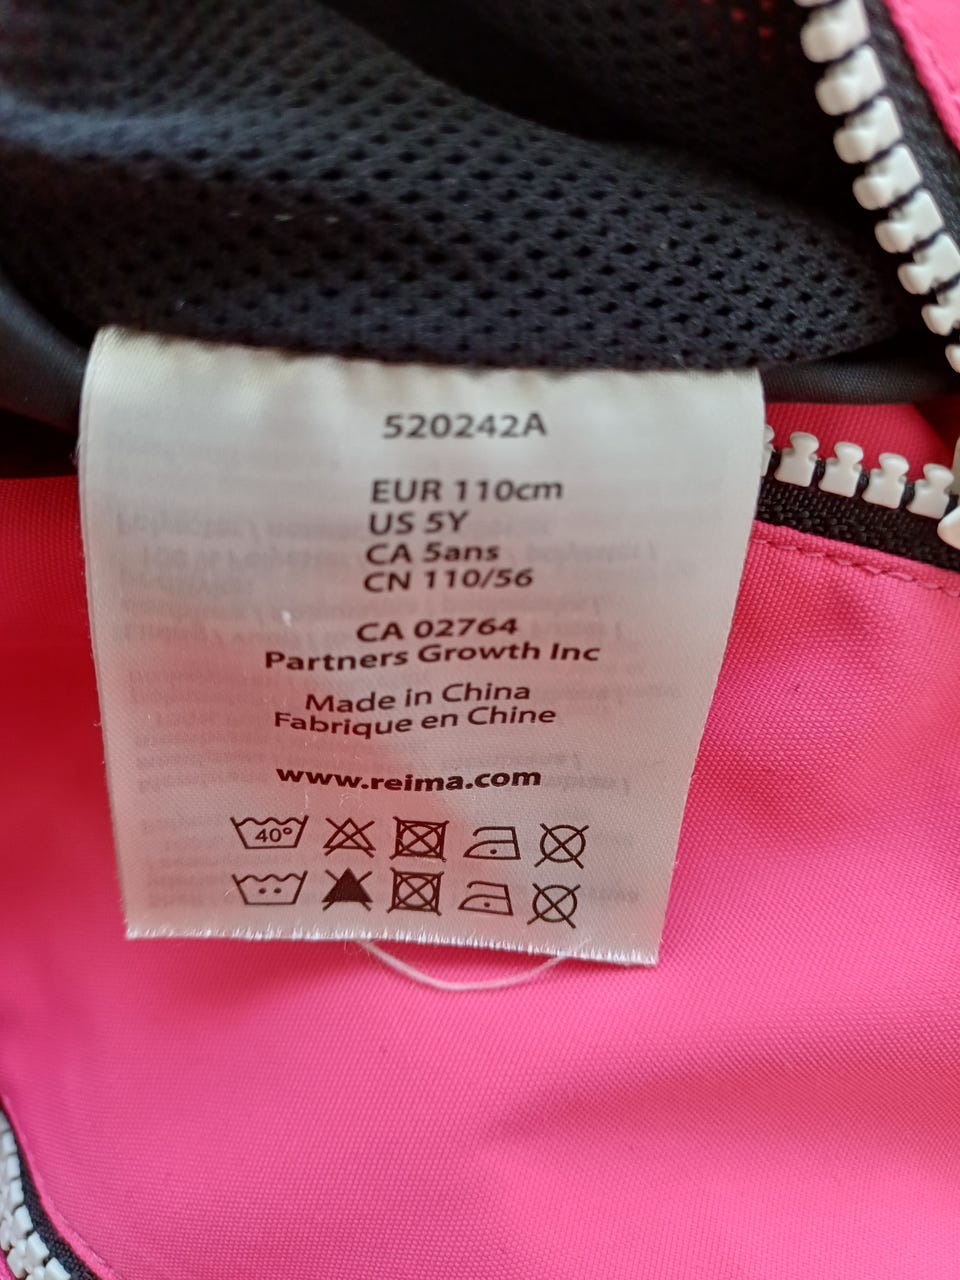 520242A
EUR 110cm
US 5Y
CA 5ans
CN 110/56
CA 02764
Partners Growth Inc
Made in China
Fabrique en Chine
www.reima.com
40°